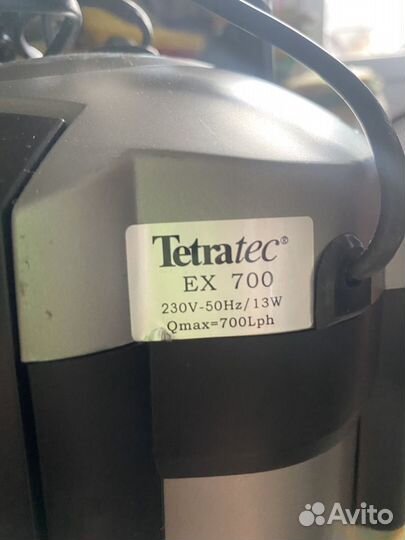 Tetratec®
EX 700
230V-50Hz/13W
Qmax=700Lph
Avito